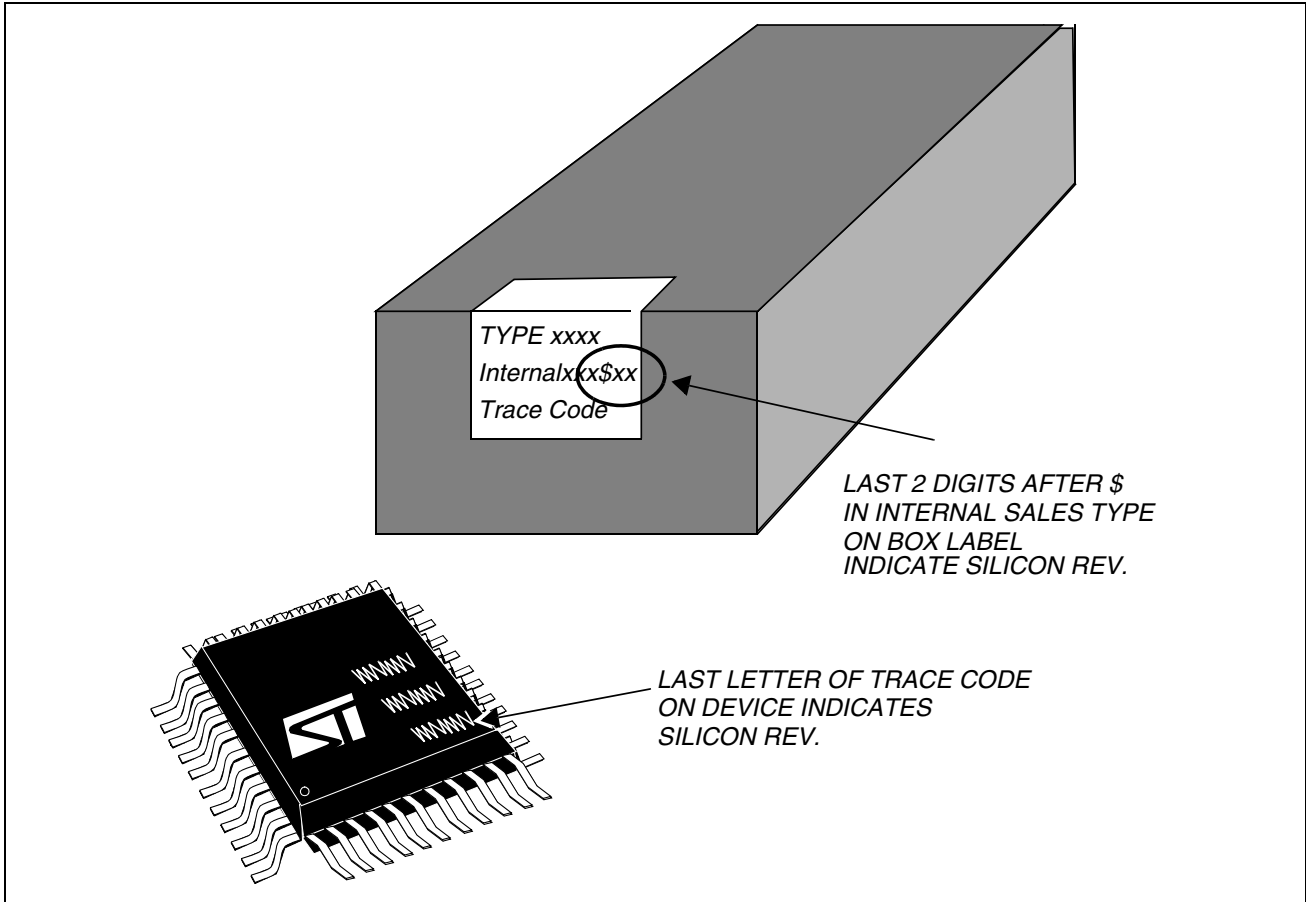 TYPE xxxx
Internalxxx$xx
Trace Code
LAST 2 DIGITS AFTER $
IN INTERNAL SALES TYPE
ON BOX LABEL
INDICATE SILICON REV.
LAST LETTER OF TRACE CODE
ON DEVICE INDICATES
SILICON REV.
ST